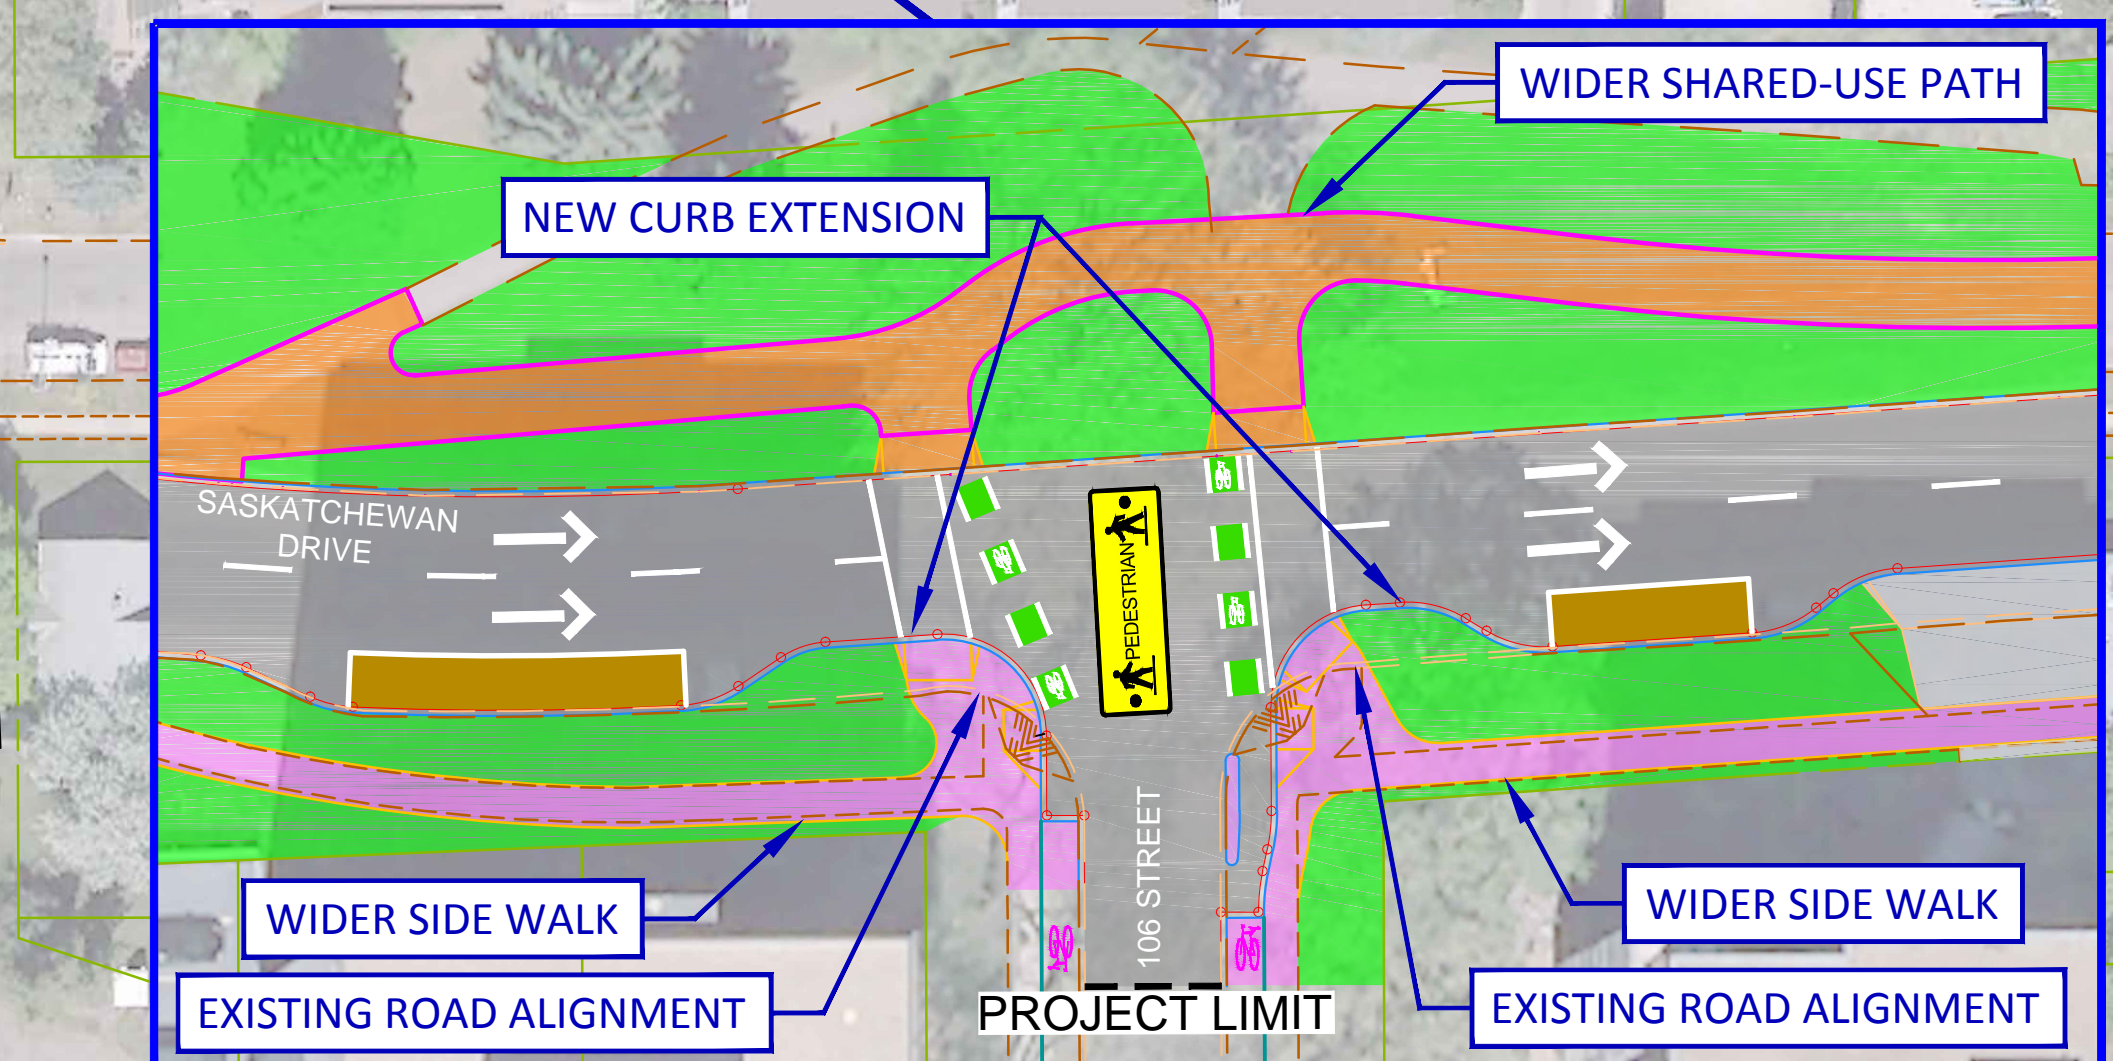 WIDER SHARED-USE PATH
NEW CURB EXTENSION
SASKATCHEWAN
DRIVE
PEDESTRIAN
106 STREET
WIDER SIDE WALK
WIDER SIDE WALK
EXISTING ROAD ALIGNMENT
PROJECT LIMIT
EXISTING ROAD ALIGNMENT